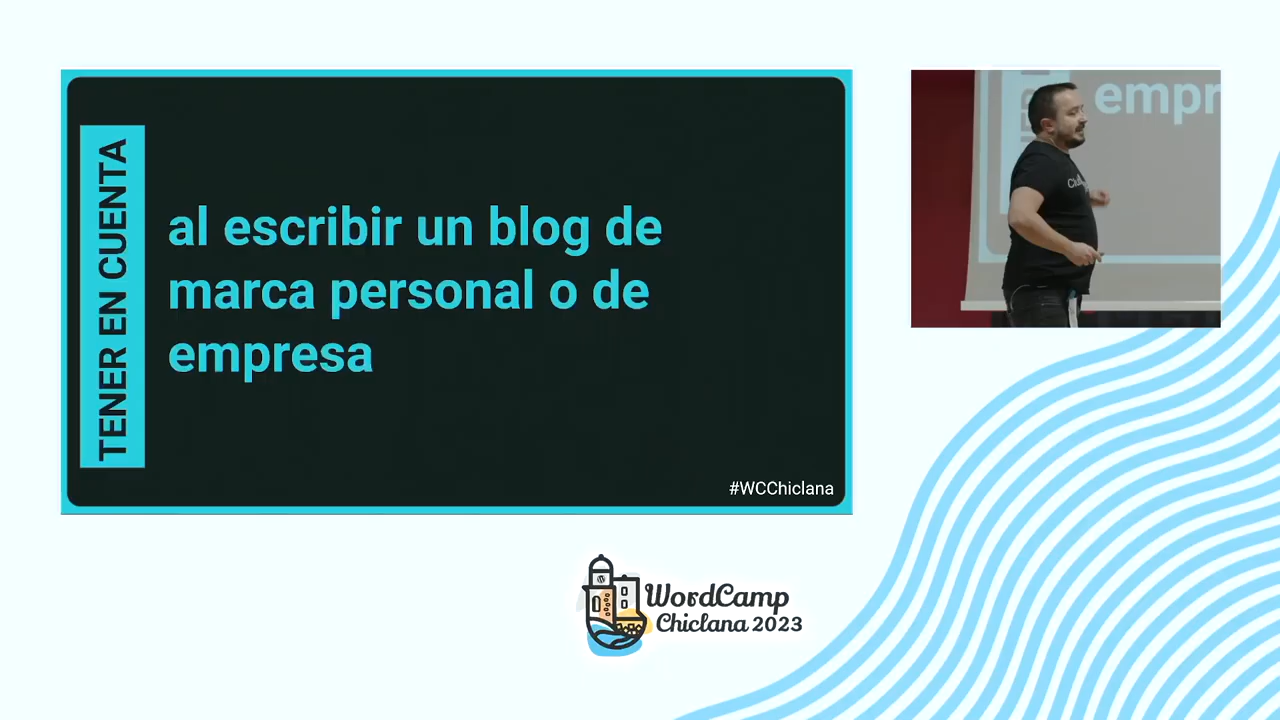 TENER EN CUENTA
al escribir un blog de
marca personal o de
empresa
#WCChiclana
empr
WordCamp
Chiclana 2023